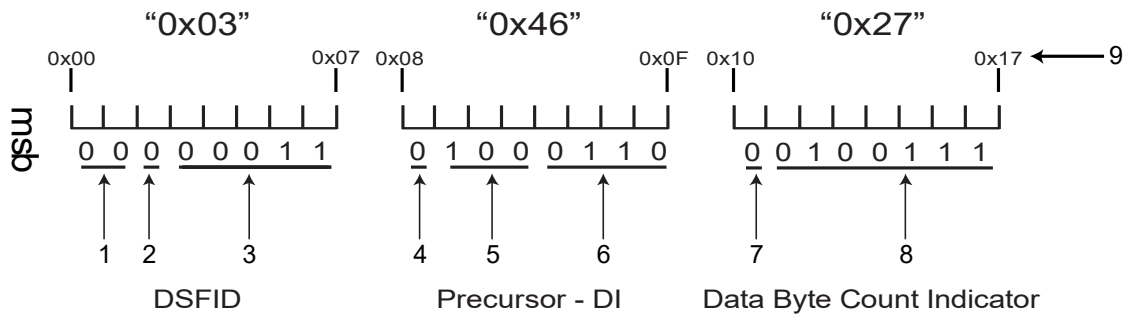 “0x03” “0x46” “0x27”
0x00 0x07 0x08 0x0F 0x10 0x17 9
msb
0 0 0 0 0 0 1 1 0 1 0 0 0 1 1 0 0 0 1 0 0 1 1 1
1 2 3 4 5 6 7 8
DSFID Precursor - DI Data Byte Count Indicator